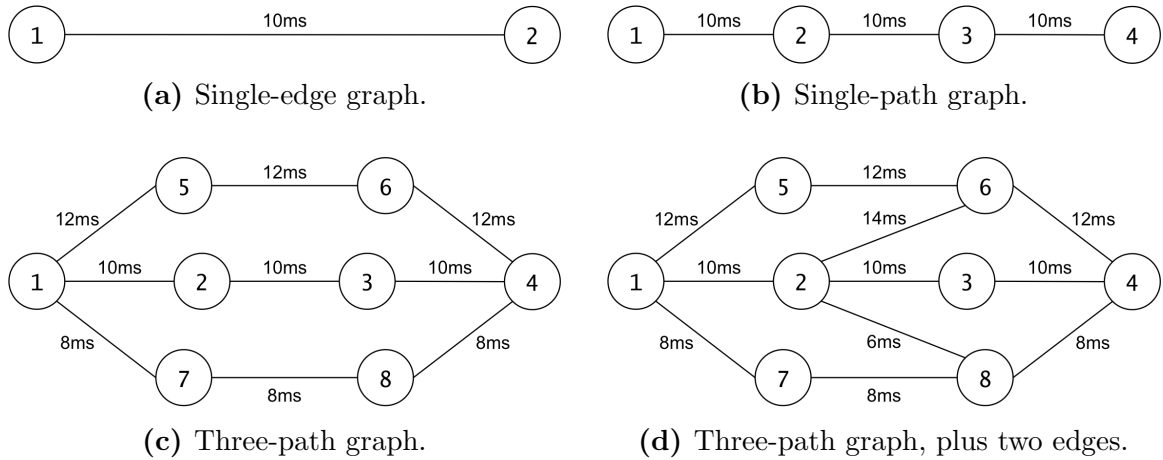 10ms
1 2
(a) Single-edge graph.
10ms 10ms 10ms
1 2 3 4
(b) Single-path graph.
12ms
5 6
12ms 12ms
10ms 10ms 10ms
1 2 3 4
8ms 8ms
7 8
8ms
(c) Three-path graph.
12ms
5 6
12ms 14ms 12ms
10ms 10ms 10ms
1 2 3 4
8ms 6ms 8ms
7 8
8ms
(d) Three-path graph, plus two edges.